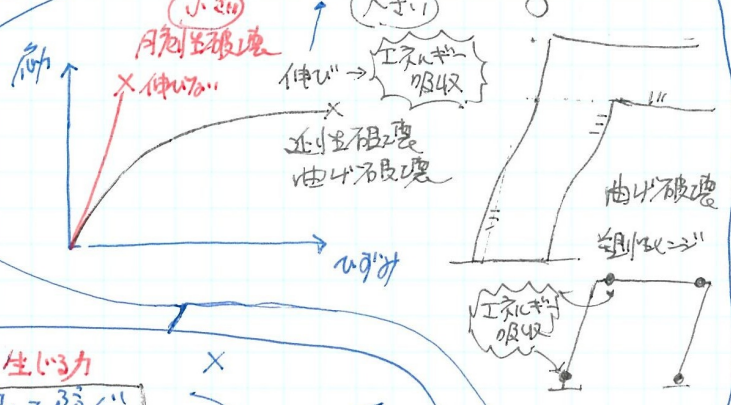 小さい
大きい
脆性破壊
応力
伸びない
伸び→
エネルギー
吸収
延性破壊
曲げ破壊
曲げ破壊
塑性ヒンジ
ひずみ
エネルギー
吸収
生じる力